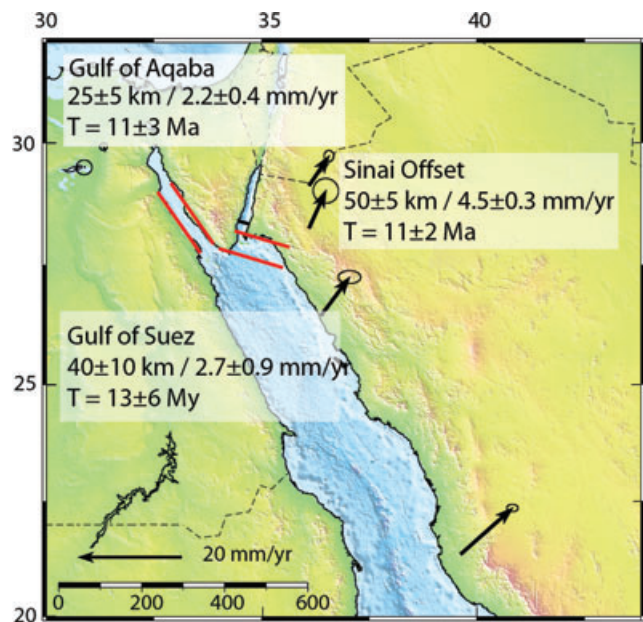 30
35
40
Gulf of Aqaba
25±5 km / 2.2±0.4 mm/yr
T = 11±3 Ma
30
Sinai Offset
50±5 km / 4.5±0.3 mm/yr
T = 11±2 Ma
Gulf of Suez
40±10 km / 2.7±0.9 mm/yr
T = 13±6 My
25
20 mm/yr
0 200 400 600
20